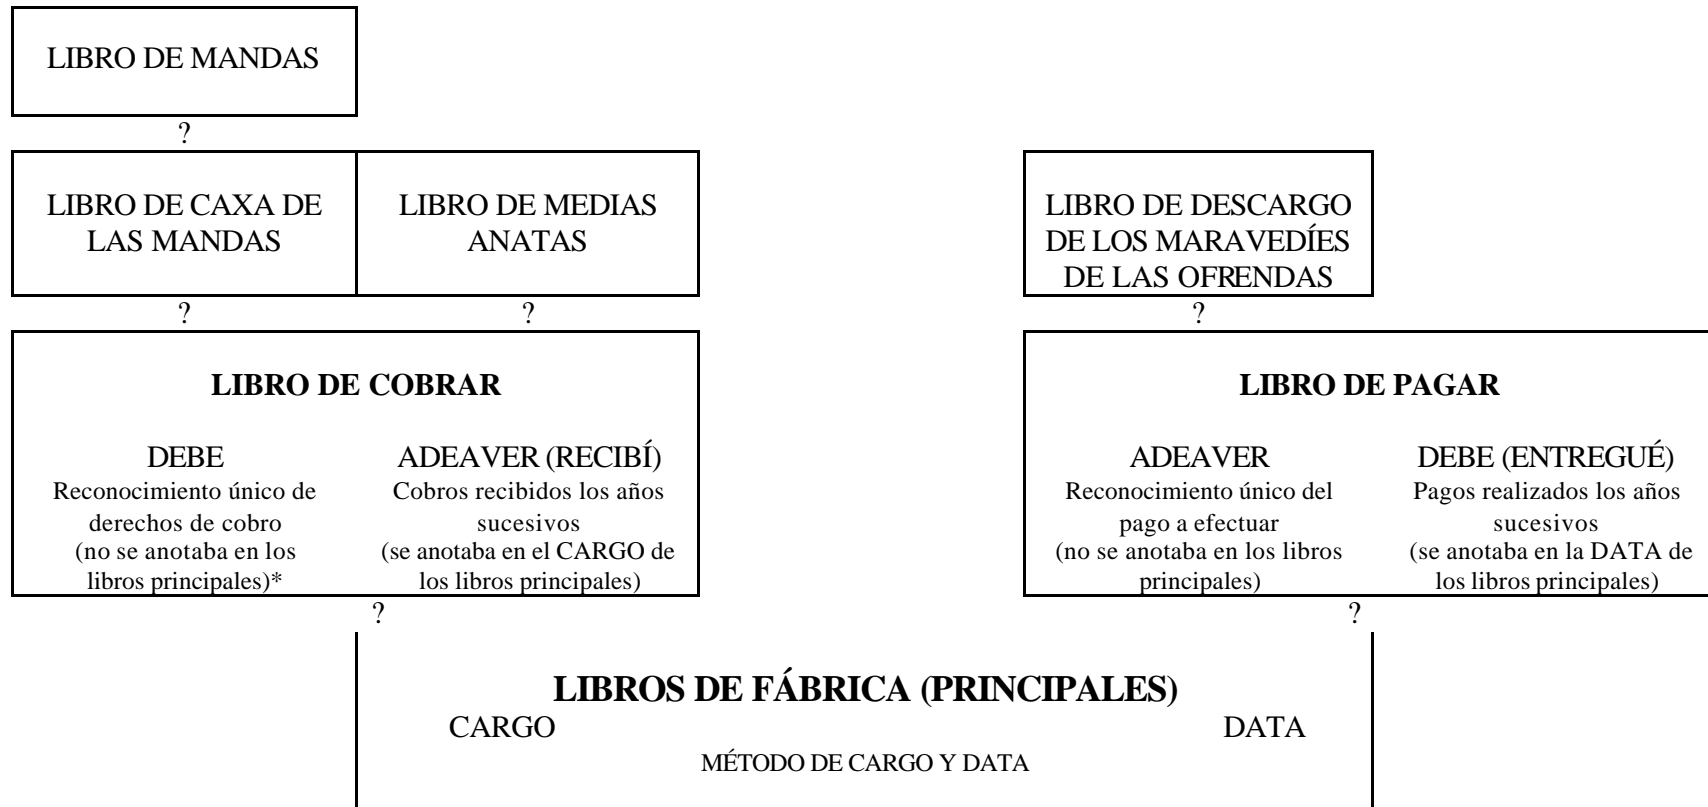 LIBRO DE MANDAS
?
LIBRO DE CAXA DE
LAS MANDAS
LIBRO DE MEDIAS
ANATAS
LIBRO DE DESCARGO
DE LOS MARAVEDÍES
DE LAS OFRENDAS
?
?
?
LIBRO DE COBRAR
DEBE
Reconocimiento único de
derechos de cobro
(no se anotaba en los
libros principales)*
ADEAVER (RECIBÍ)
Cobros recibidos los años
sucesivos
(se anotaba en el CARGO de
los libros principales)
LIBRO DE PAGAR
ADEAVER
Reconocimiento único del
pago a efectuar
(no se anotaba en los libros
principales)
DEBE (ENTREGUÉ)
Pagos realizados los años
sucesivos
(se anotaba en la DATA de
los libros principales)
?
?
LIBROS DE FÁBRICA (PRINCIPALES)
CARGO
DATA
MÉTODO DE CARGO Y DATA